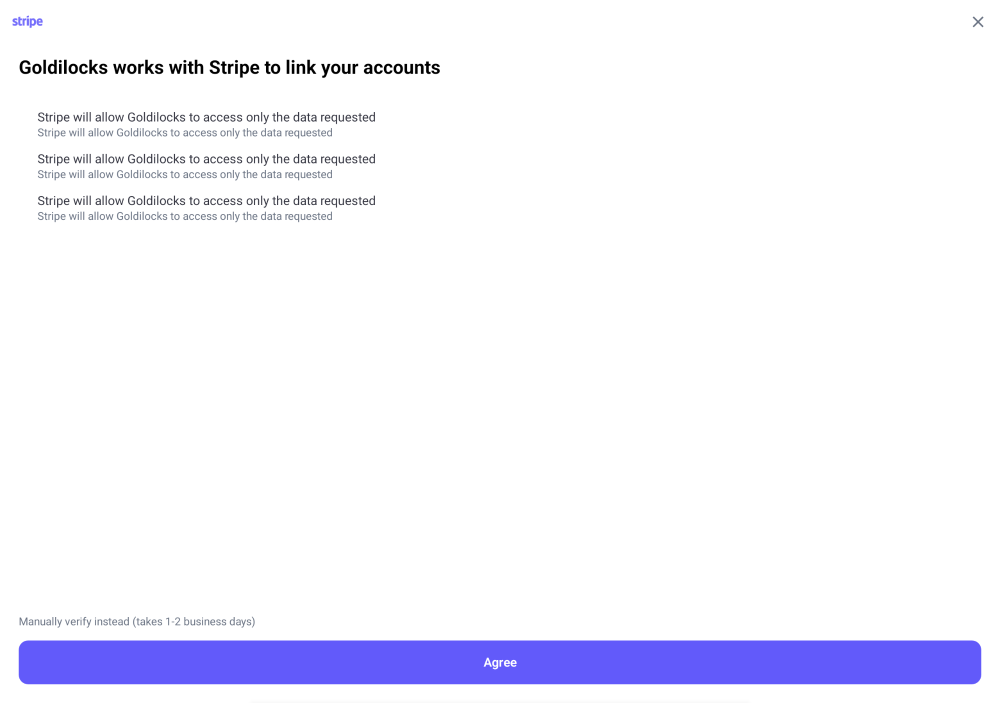 stripe
Goldilocks works with Stripe to link your accounts
Stripe will allow Goldilocks to access only the data requested
Stripe will allow Goldilocks to access only the data requested
Stripe will allow Goldilocks to access only the data requested
Stripe will allow Goldilocks to access only the data requested
Stripe will allow Goldilocks to access only the data requested
Stripe will allow Goldilocks to access only the data requested
Manually verify instead (takes 1-2 business days)
Agree